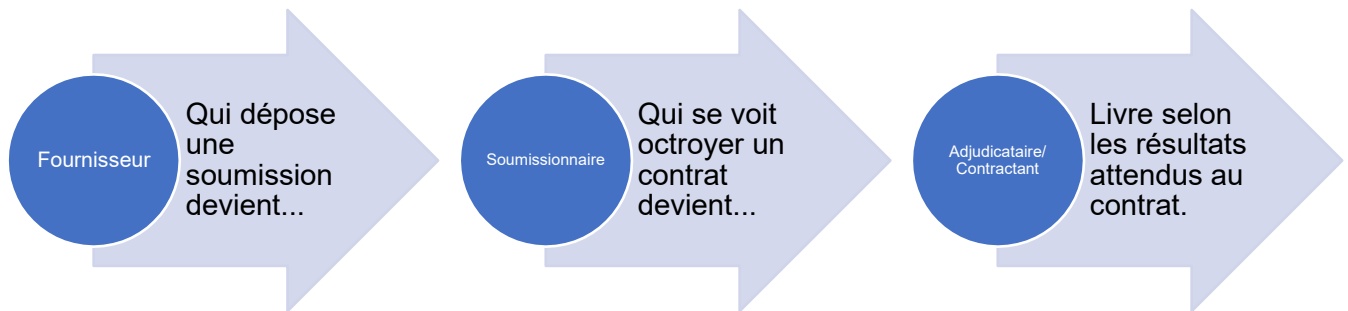 Fournisseur
Qui dépose
une
soumission
devient...
Soumissionnaire
Qui se voit
octroyer un
contrat
devient...
Adjudicataire/
Contractant
Livre selon
les résultats
attendus au
contrat.